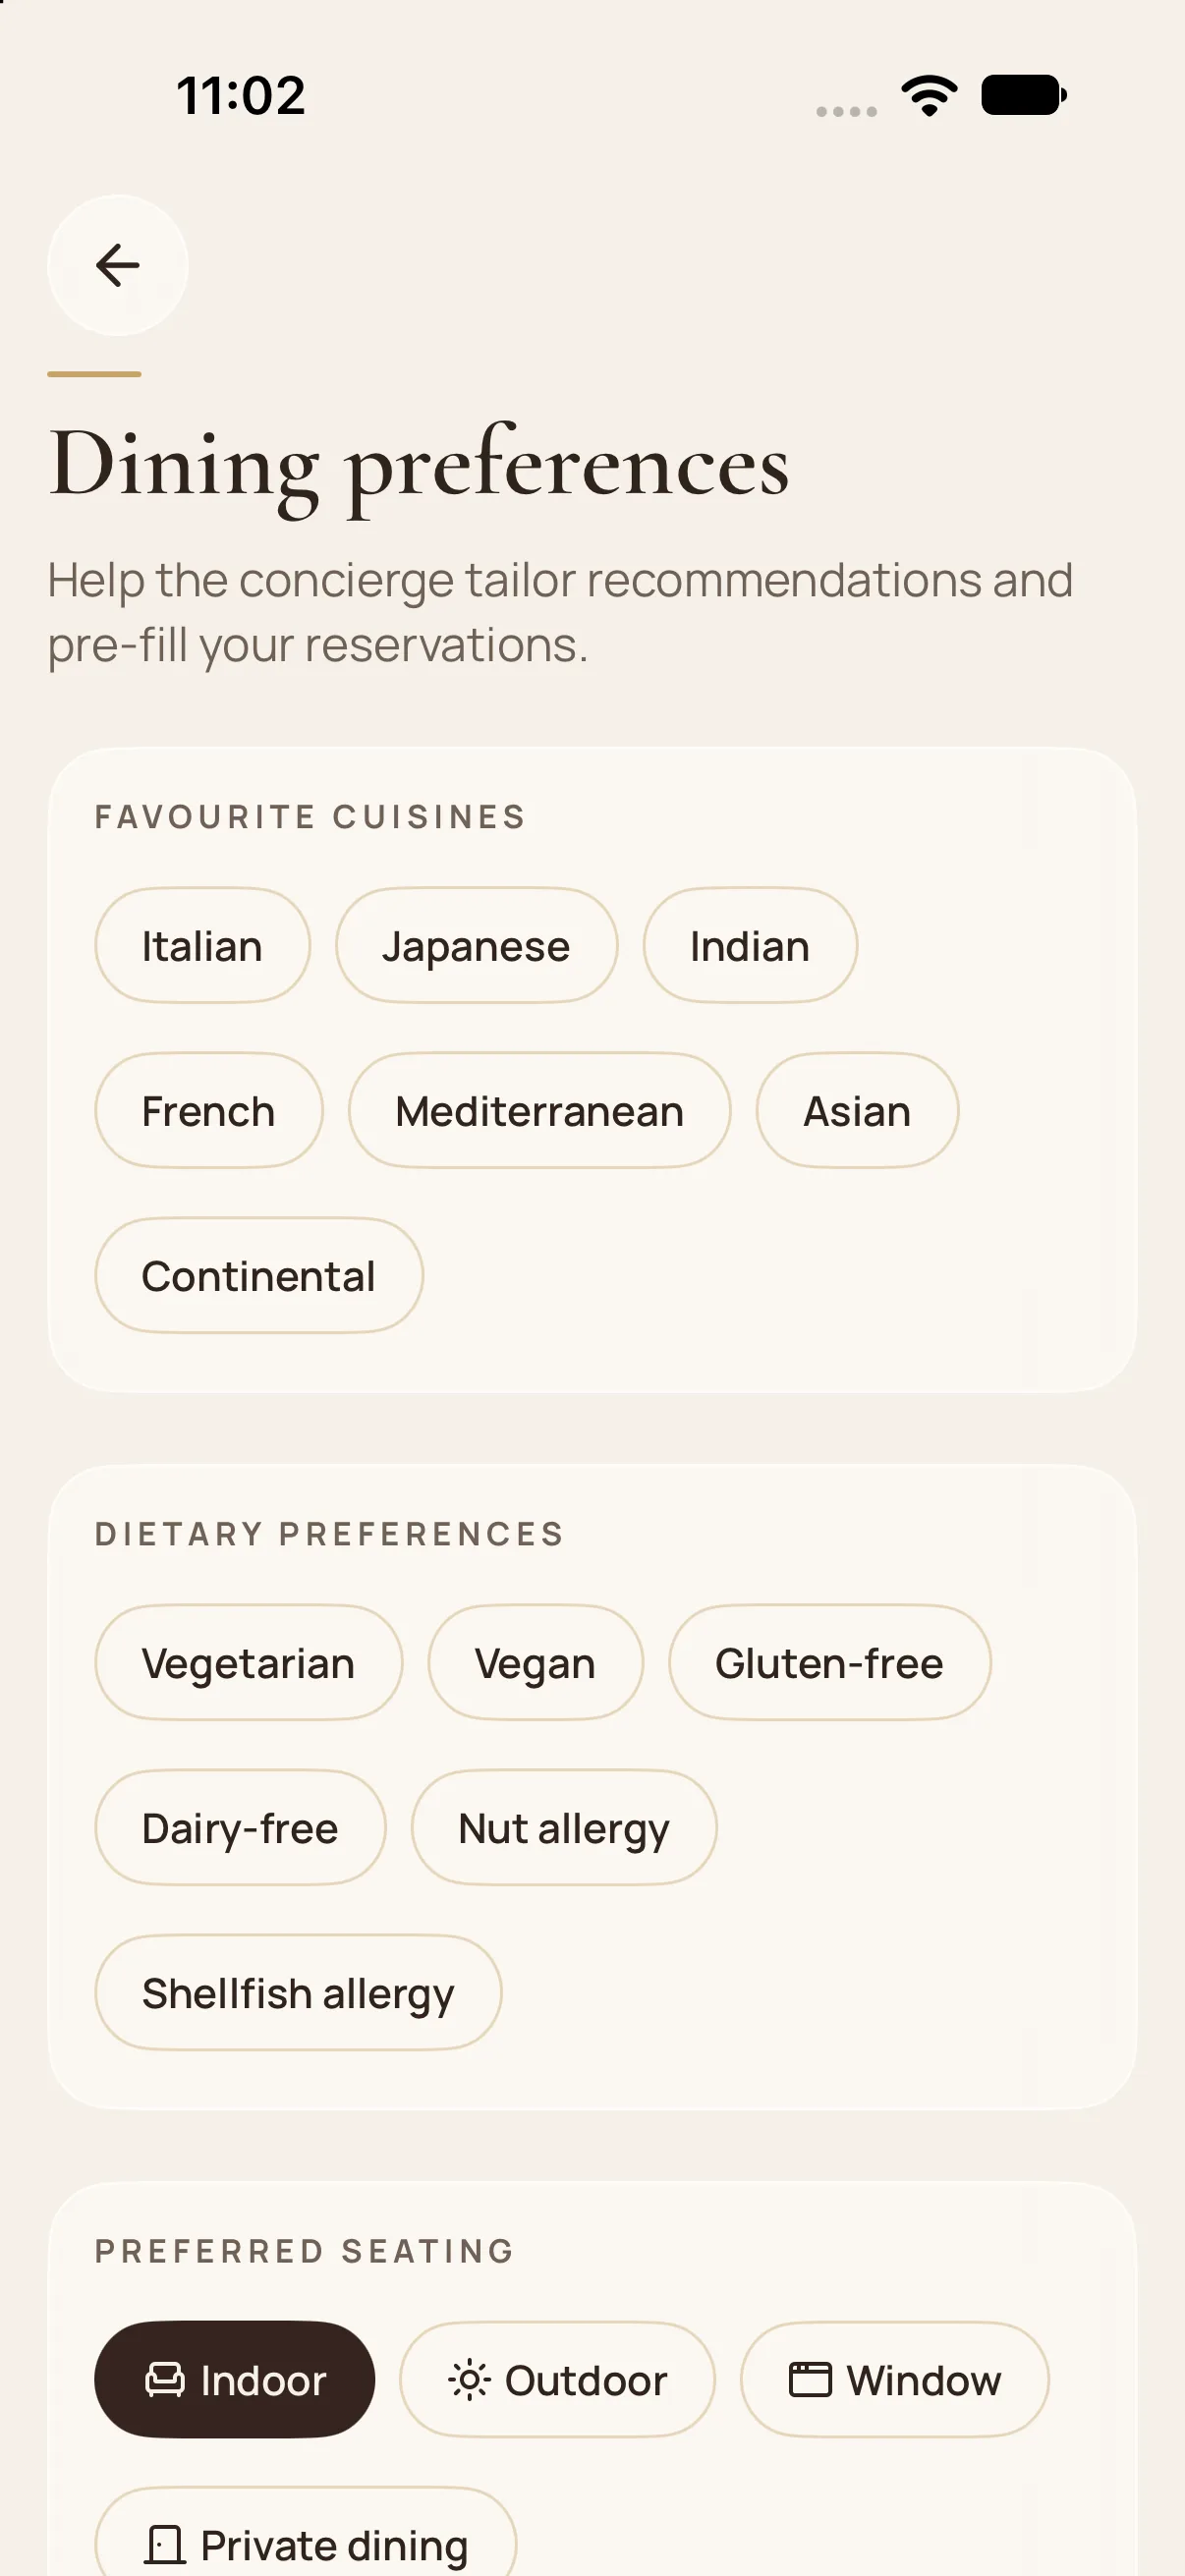 11:02
Dining preferences
Help the concierge tailor recommendations and
pre-fill your reservations.
FAVOURITE CUISINES
Italian Japanese Indian
French Mediterranean Asian
Continental
DIETARY PREFERENCES
Vegetarian Vegan Gluten-free
Dairy-free Nut allergy
Shellfish allergy
PREFERRED SEATING
Indoor Outdoor Window
Private dining